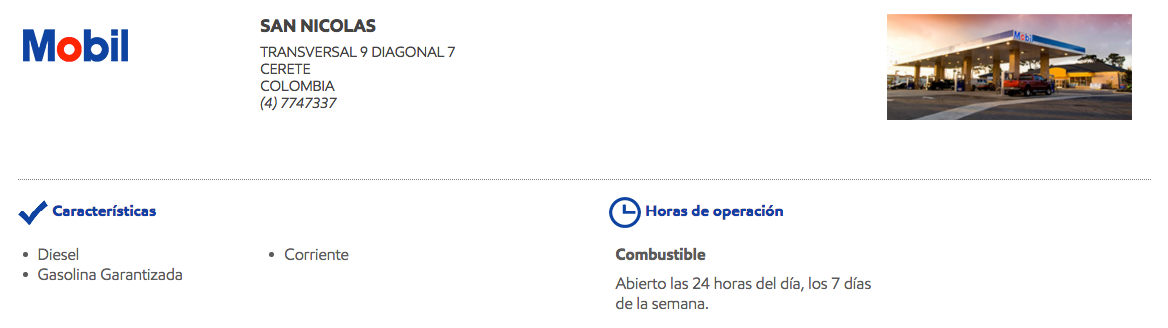 Mobil
SAN NICOLAS
TRANSVERSAL 9 DIAGONAL 7
CERETE
COLOMBIA
(4) 7747337
Mobil
Características
Diesel
Gasolina Garantizada
Corriente
Horas de operación
Combustible
Abierto las 24 horas del día, los 7 días
de la semana.